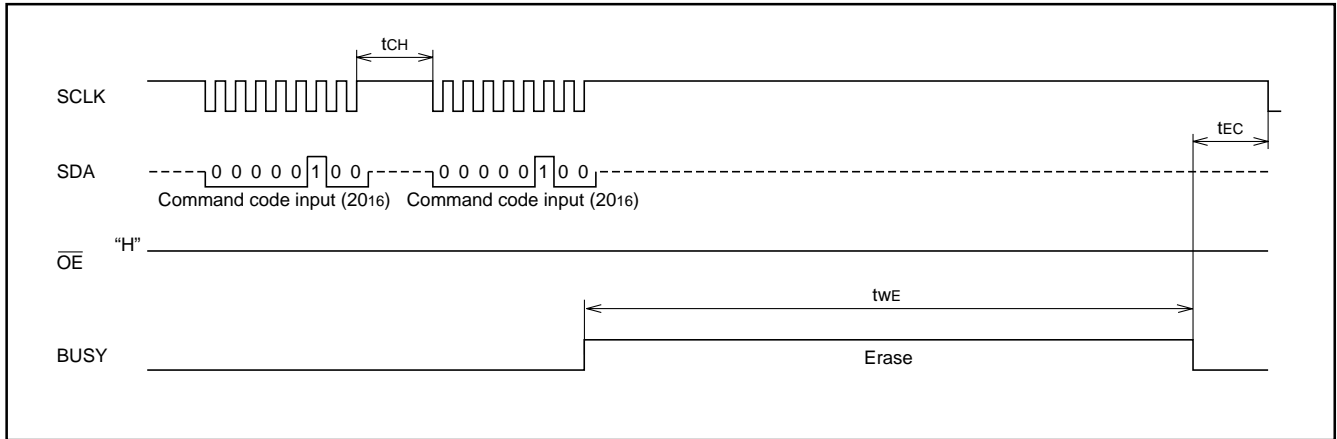 tCH
SCLK
tEC
SDA
0 0 0 0 0 1 0 0
0 0 0 0 0 1 0 0
Command code input (2016)
Command code input (2016)
“H”
OE
twE
BUSY
Erase